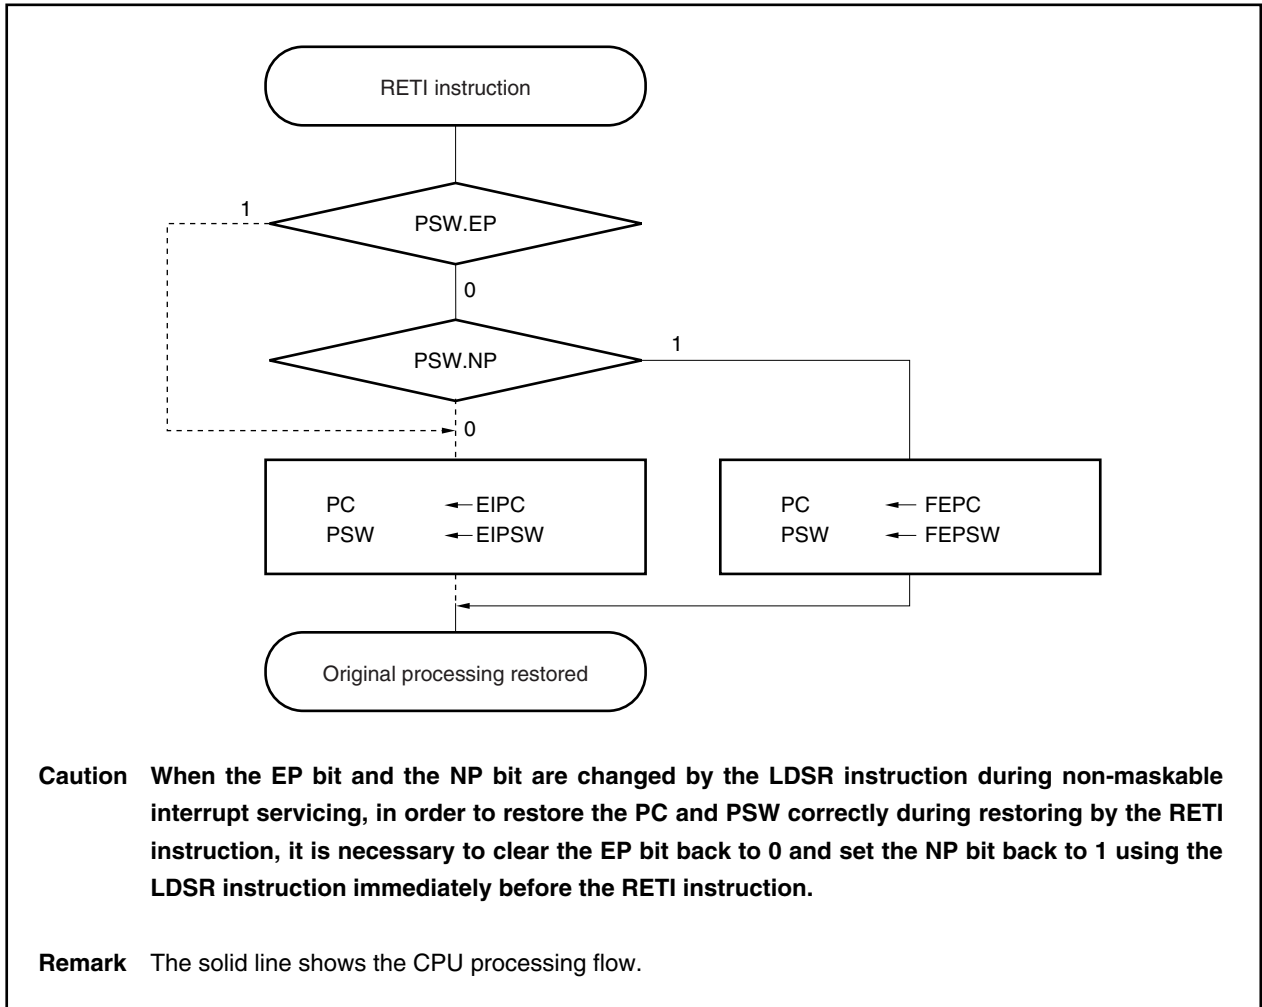 RETI instruction
1
PSW.EP
0
PSW.NP
1
0
PC ← EIPC
PSW ← EIPSW
PC ← FEPC
PSW ← FEPSW
Original processing restored
Caution When the EP bit and the NP bit are changed by the LDSR instruction during non-maskable
interrupt servicing, in order to restore the PC and PSW correctly during restoring by the RETI
instruction, it is necessary to clear the EP bit back to 0 and set the NP bit back to 1 using the
LDSR instruction immediately before the RETI instruction.
Remark The solid line shows the CPU processing flow.